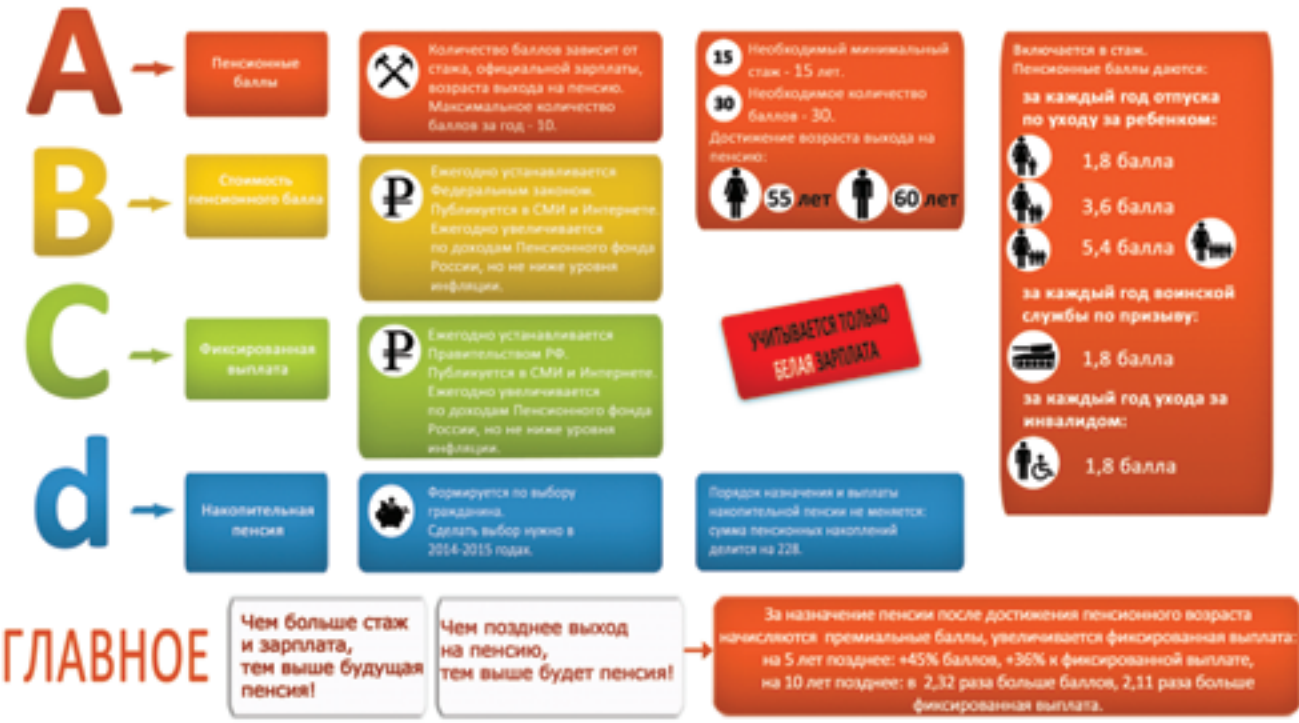 A
Пенсионные
баллы
Количество баллов зависит от
стажа, официальной зарплаты,
возраста выхода на пенсию.
Максимальное количество
баллов за год - 10.
15
Необходимый минимальный
стаж - 15 лет.
30
Необходимое количество
баллов - 30.
Достижение возраста выхода на
пенсию:
55 лет
60 лет
Включается в стаж.
Пенсионные баллы даются:
за каждый год отпуска
по уходу за ребенком:
1,8 балла
3,6 балла
5,4 балла
за каждый год воинской
службы по призыву:
1,8 балла
за каждый год ухода за
инвалидом:
1,8 балла
B
Стоимость
пенсионного балла
Ежегодно устанавливается
Федеральным законом.
Публикуется в СМИ и Интернете.
Ежегодно увеличивается
по доходам Пенсионного фонда
России, но не ниже уровня
инфляции.
C
Фиксированная
выплата
Ежегодно устанавливается
Правительством РФ.
Публикуется в СМИ и Интернете.
Ежегодно увеличивается
по доходам Пенсионного фонда
России, но не ниже уровня
инфляции.
УЧИТЫВАЕТСЯ ТОЛЬКО
БЕЛАЯ ЗАРПЛАТА
d
Накопительная
пенсия
Формируется по выбору
гражданина.
Сделать выбор нужно в
2014-2015 годах.
Порядок назначения и выплаты
накопительной пенсии не меняется:
сумма пенсионных накоплений
делится на 228.
ГЛАВНОЕ
Чем больше стаж
и зарплата,
тем выше будущая
пенсия!
Чем позднее выход
на пенсию,
тем выше будет пенсия!
За назначение пенсии после достижения пенсионного возраста
начисляются премиальные баллы, увеличивается фиксированная выплата:
на 5 лет позднее: +45% баллов, +36% к фиксированной выплате,
на 10 лет позднее: в 2,32 раза больше баллов, 2,11 раза больше
фиксированная выплата.